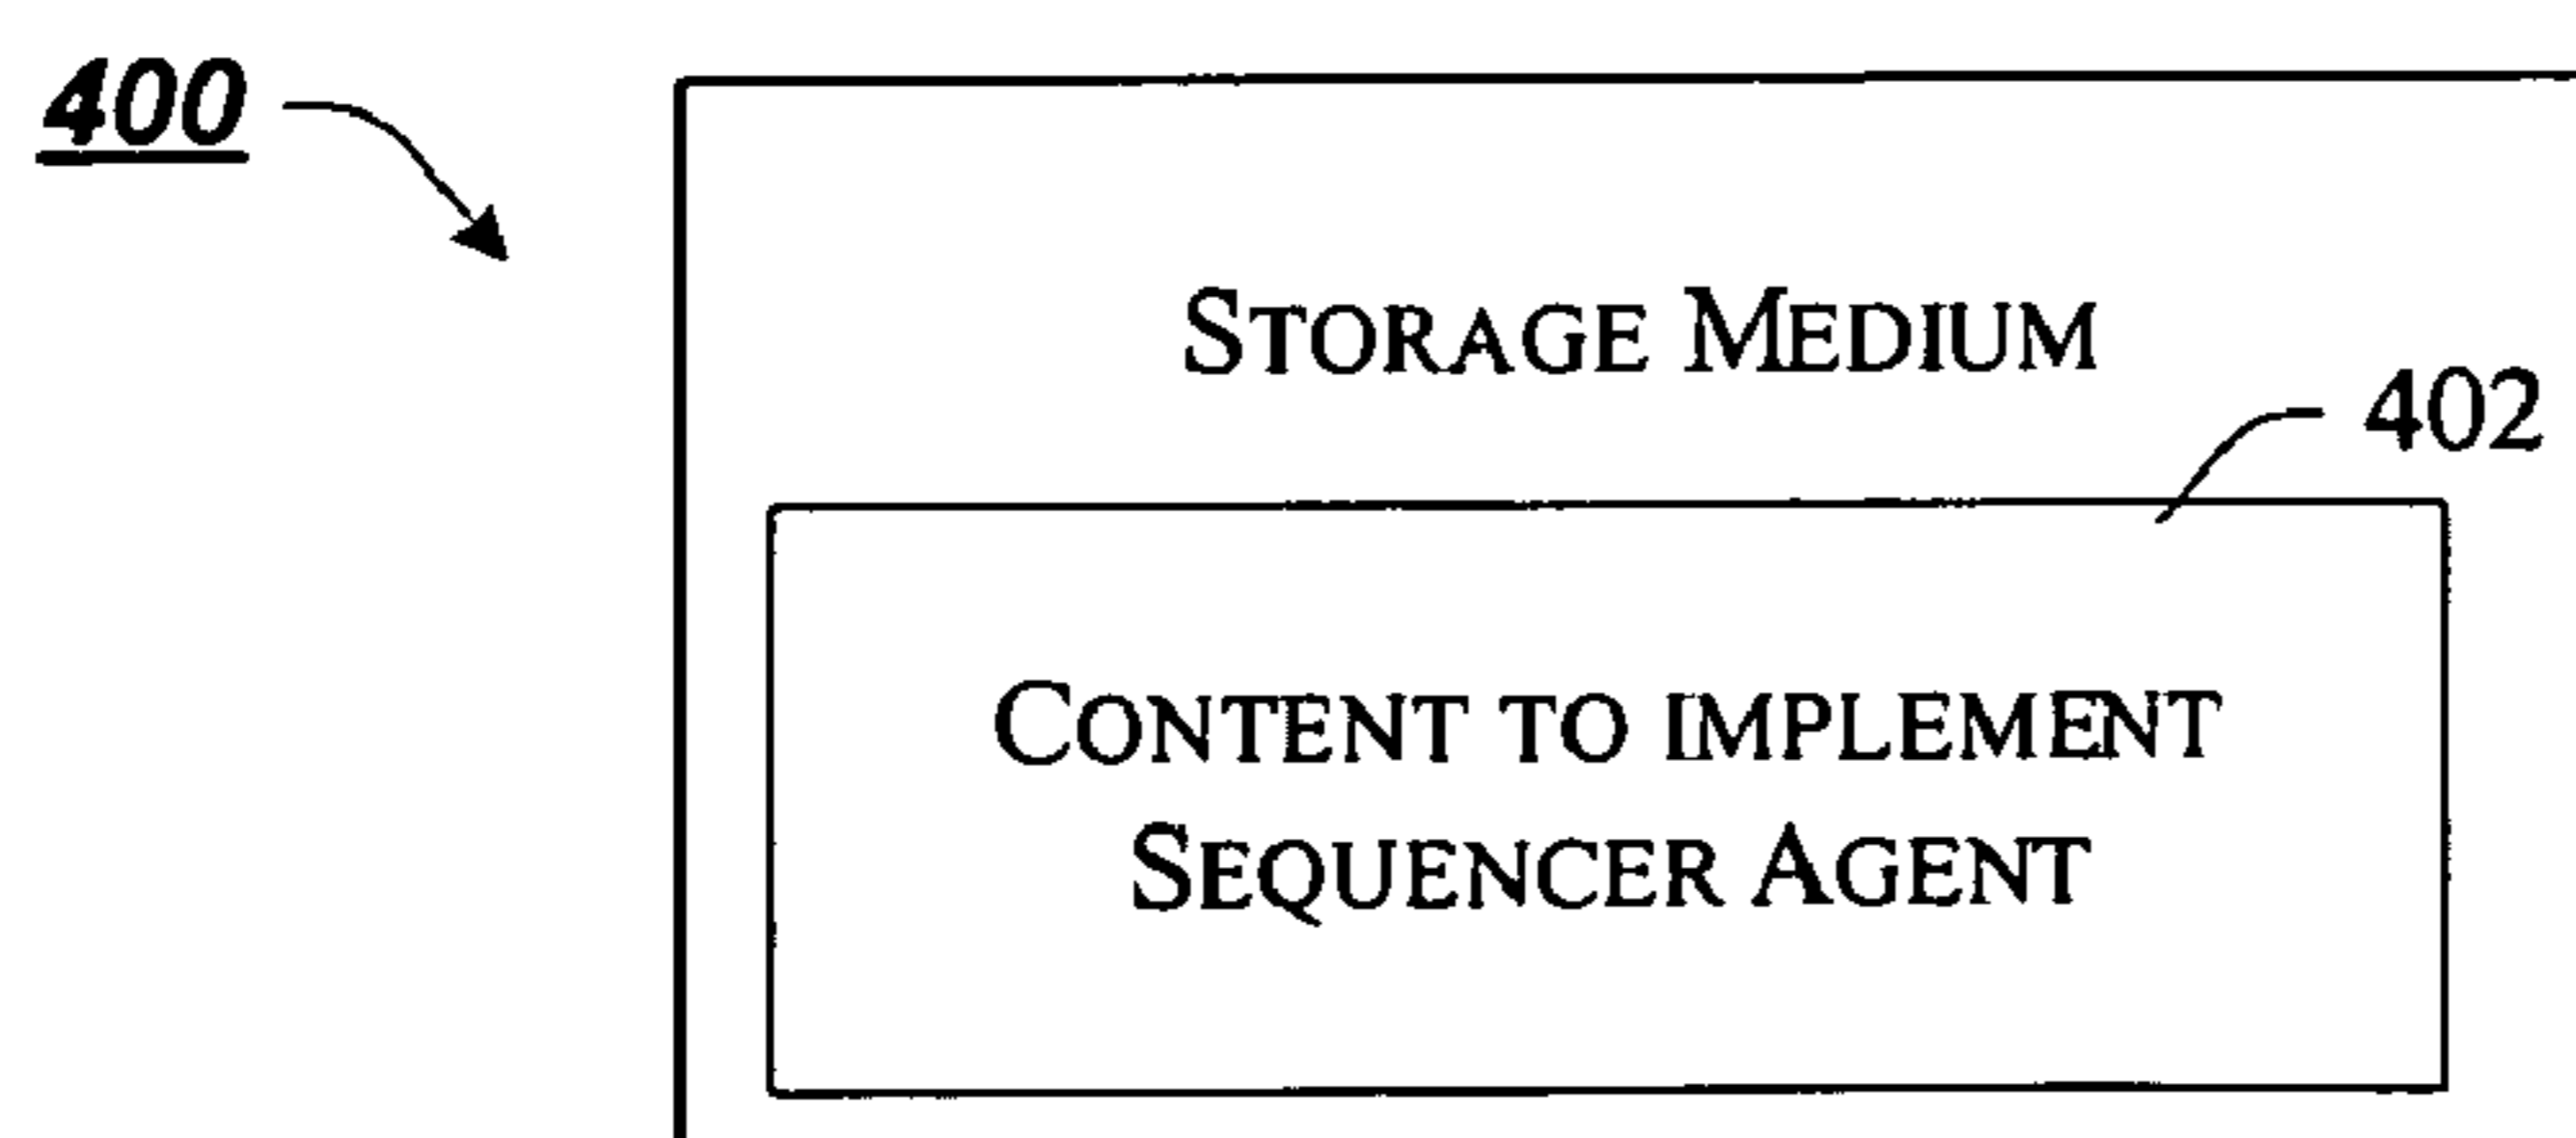 400
STORAGE MEDIUM
402
CONTENT TO IMPLEMENT
SEQUENCER AGENT